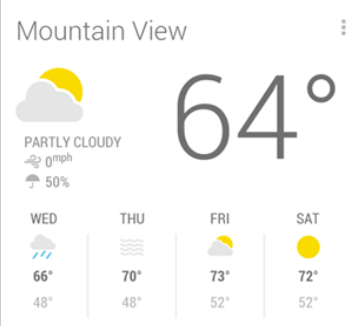 Mountain View
64°
PARTLY CLOUDY
0mph
50%
WED THU FRI SAT
66° 70° 73° 72°
48° 48° 52° 52°